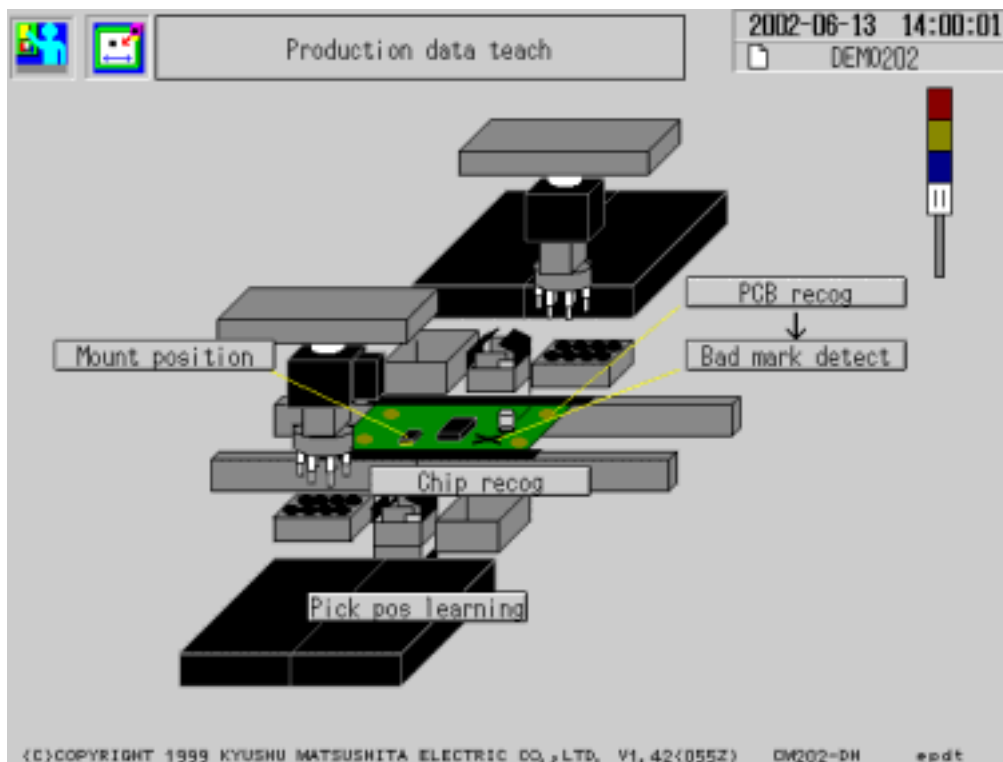 Production data teach
2002-06-13 14:00:01
DEMO202
PCB recog
Mount position
Bad mark detect
Chip recog
Pick pos learning
(C)COPYRIGHT 1999 KYUSHU MATSUSHITA ELECTRIC CO.,LTD. V1.42(055Z) CM202-DH epdt